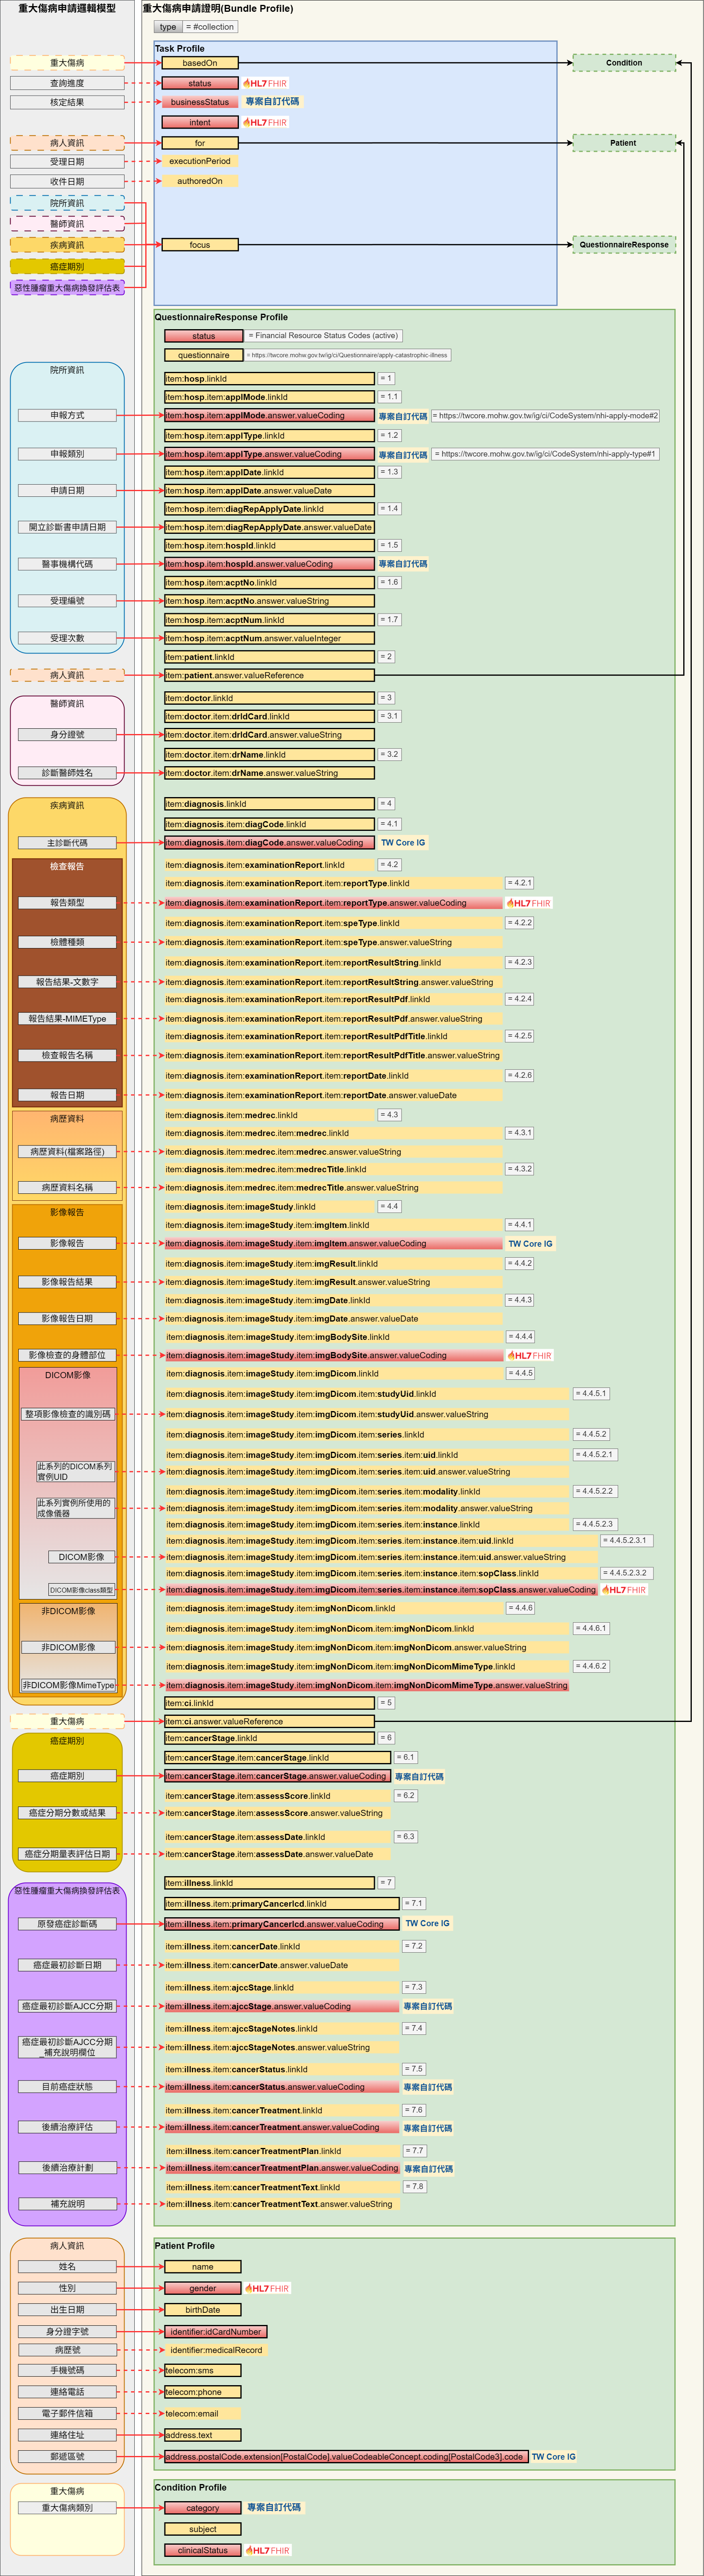 重大傷病申請邏輯模型
重大傷病申請證明(Bundle Profile)
type = #collection
Task Profile
重大傷病 basedOn Condition
查詢進度 status HL7 FHIR
核定結果 businessStatus 專案自訂代碼
intent HL7 FHIR
病人資訊 for Patient
受理日期 executionPeriod
收件日期 authoredOn
院所資訊
醫師資訊
疾病資訊 focus QuestionnaireResponse
癌症期別
惡性腫瘤重大傷病換發評估表
QuestionnaireResponse Profile
status = Financial Resource Status Codes (active)
questionnaire = https://twcore.mohw.gov.tw/ig/ci/Questionnaire/apply-catastrophic-illness
院所資訊
item:hosp.linkId = 1
item:hosp.item:applMode.linkId = 1.1
申報方式 item:hosp.item:applMode.answer.valueCoding 專案自訂代碼 = https://twcore.mohw.gov.tw/ig/ci/CodeSystem/nhi-apply-mode#2
item:hosp.item:applType.linkId = 1.2
申報類別 item:hosp.item:applType.answer.valueCoding 專案自訂代碼 = https://twcore.mohw.gov.tw/ig/ci/CodeSystem/nhi-apply-type#1
item:hosp.item:applDate.linkId = 1.3
申請日期 item:hosp.item:applDate.answer.valueDate
item:hosp.item:diagRepApplyDate.linkId = 1.4
開立診斷書申請日期 item:hosp.item:diagRepApplyDate.answer.valueDate
item:hosp.item:hospId.linkId = 1.5
醫事機構代碼 item:hosp.item:hospId.answer.valueCoding 專案自訂代碼
item:hosp.item:acptNo.linkId = 1.6
受理編號 item:hosp.item:acptNo.answer.valueString
item:hosp.item:acptNum.linkId = 1.7
受理次數 item:hosp.item:acptNum.answer.valueInteger
item:patient.linkId = 2
病人資訊 item:patient.answer.valueReference
醫師資訊
item:doctor.linkId = 3
item:doctor.item:drIdCard.linkId = 3.1
身分證號 item:doctor.item:drIdCard.answer.valueString
item:doctor.item:drName.linkId = 3.2
診斷醫師姓名 item:doctor.item:drName.answer.valueString
疾病資訊
item:diagnosis.linkId = 4
item:diagnosis.item:diagCode.linkId = 4.1
主診斷代碼 item:diagnosis.item:diagCode.answer.valueCoding TW Core IG
檢查報告
item:diagnosis.item:examinationReport.linkId = 4.2
item:diagnosis.item:examinationReport.item:reportType.linkId = 4.2.1
報告類型 item:diagnosis.item:examinationReport.item:reportType.answer.valueCoding HL7 FHIR
item:diagnosis.item:examinationReport.item:speType.linkId = 4.2.2
檢體種類 item:diagnosis.item:examinationReport.item:speType.answer.valueString
item:diagnosis.item:examinationReport.item:reportResultString.linkId = 4.2.3
報告結果-文數字 item:diagnosis.item:examinationReport.item:reportResultString.answer.valueString
item:diagnosis.item:examinationReport.item:reportResultPdf.linkId = 4.2.4
報告結果-MIMEType item:diagnosis.item:examinationReport.item:reportResultPdf.answer.valueString
item:diagnosis.item:examinationReport.item:reportResultPdfTitle.linkId = 4.2.5
檢查報告名稱 item:diagnosis.item:examinationReport.item:reportResultPdfTitle.answer.valueString
item:diagnosis.item:examinationReport.item:reportDate.linkId = 4.2.6
報告日期 item:diagnosis.item:examinationReport.item:reportDate.answer.valueDate
病歷資料
item:diagnosis.item:medrec.linkId = 4.3
item:diagnosis.item:medrec.item:medrec.linkId = 4.3.1
病歷資料(檔案路徑) item:diagnosis.item:medrec.item:medrec.answer.valueString
item:diagnosis.item:medrec.item:medrecTitle.linkId = 4.3.2
病歷資料名稱 item:diagnosis.item:medrec.item:medrecTitle.answer.valueString
影像報告
item:diagnosis.item:imageStudy.linkId = 4.4
item:diagnosis.item:imageStudy.item:imgItem.linkId = 4.4.1
影像報告 item:diagnosis.item:imageStudy.item:imgItem.answer.valueCoding TW Core IG
item:diagnosis.item:imageStudy.item:imgResult.linkId = 4.4.2
影像報告結果 item:diagnosis.item:imageStudy.item:imgResult.answer.valueString
item:diagnosis.item:imageStudy.item:imgDate.linkId = 4.4.3
影像報告日期 item:diagnosis.item:imageStudy.item:imgDate.answer.valueDate
item:diagnosis.item:imageStudy.item:imgBodySite.linkId = 4.4.4
影像檢查的身體部位 item:diagnosis.item:imageStudy.item:imgBodySite.answer.valueCoding HL7 FHIR
DICOM影像
item:diagnosis.item:imageStudy.item:imgDicom.linkId = 4.4.5
item:diagnosis.item:imageStudy.item:imgDicom.item:studyUid.linkId = 4.4.5.1
整項影像檢查的識別碼 item:diagnosis.item:imageStudy.item:imgDicom.item:studyUid.answer.valueString
item:diagnosis.item:imageStudy.item:imgDicom.item:series.linkId = 4.4.5.2
item:diagnosis.item:imageStudy.item:imgDicom.item:series.item:uid.linkId = 4.4.5.2.1
此系列的DICOM系列
實例UID
item:diagnosis.item:imageStudy.item:imgDicom.item:series.item:uid.answer.valueString
item:diagnosis.item:imageStudy.item:imgDicom.item:series.item:modality.linkId = 4.4.5.2.2
此系列實例所使用的
成像儀器
item:diagnosis.item:imageStudy.item:imgDicom.item:series.item:modality.answer.valueString
item:diagnosis.item:imageStudy.item:imgDicom.item:series.item:instance.linkId = 4.4.5.2.3
item:diagnosis.item:imageStudy.item:imgDicom.item:series.item:instance.item:uid.linkId = 4.4.5.2.3.1
DICOM影像 item:diagnosis.item:imageStudy.item:imgDicom.item:series.item:instance.item:uid.answer.valueString
item:diagnosis.item:imageStudy.item:imgDicom.item:series.item:instance.item:sopClass.linkId = 4.4.5.2.3.2
DICOM影像class類型 item:diagnosis.item:imageStudy.item:imgDicom.item:series.item:instance.item:sopClass.answer.valueCoding HL7 FHIR
非DICOM影像
item:diagnosis.item:imageStudy.item:imgNonDicom.linkId = 4.4.6
item:diagnosis.item:imageStudy.item:imgNonDicom.item:imgNonDicom.linkId = 4.4.6.1
非DICOM影像 item:diagnosis.item:imageStudy.item:imgNonDicom.item:imgNonDicom.answer.valueString
item:diagnosis.item:imageStudy.item:imgNonDicom.item:imgNonDicomMimeType.linkId = 4.4.6.2
非DICOM影像MimeType item:diagnosis.item:imageStudy.item:imgNonDicom.item:imgNonDicomMimeType.answer.valueString
item:ci.linkId = 5
重大傷病 item:ci.answer.valueReference
癌症期別
item:cancerStage.linkId = 6
item:cancerStage.item:cancerStage.linkId = 6.1
癌症期別 item:cancerStage.item:cancerStage.answer.valueCoding 專案自訂代碼
item:cancerStage.item:assessScore.linkId = 6.2
癌症分期分數或結果 item:cancerStage.item:assessScore.answer.valueString
item:cancerStage.item:assessDate.linkId = 6.3
癌症分期量表評估日期 item:cancerStage.item:assessDate.answer.valueDate
惡性腫瘤重大傷病換發評估表
item:illness.linkId = 7
item:illness.item:primaryCancerIcd.linkId = 7.1
原發癌症診斷碼 item:illness.item:primaryCancerIcd.answer.valueCoding TW Core IG
item:illness.item:cancerDate.linkId = 7.2
癌症最初診斷日期 item:illness.item:cancerDate.answer.valueDate
item:illness.item:ajccStage.linkId = 7.3
癌症最初診斷AJCC分期 item:illness.item:ajccStage.answer.valueCoding 專案自訂代碼
item:illness.item:ajccStageNotes.linkId = 7.4
癌症最初診斷AJCC分期
_補充說明欄位
item:illness.item:ajccStageNotes.answer.valueString
item:illness.item:cancerStatus.linkId = 7.5
目前癌症狀態 item:illness.item:cancerStatus.answer.valueCoding 專案自訂代碼
item:illness.item:cancerTreatment.linkId = 7.6
後續治療評估 item:illness.item:cancerTreatment.answer.valueCoding 專案自訂代碼
item:illness.item:cancerTreatmentPlan.linkId = 7.7
後續治療計劃 item:illness.item:cancerTreatmentPlan.answer.valueCoding 專案自訂代碼
item:illness.item:cancerTreatmentText.linkId = 7.8
補充說明 item:illness.item:cancerTreatmentText.answer.valueString
病人資訊
Patient Profile
姓名 name
性別 gender HL7 FHIR
出生日期 birthDate
身分證字號 identifier:idCardNumber
病歷號 identifier:medicalRecord
手機號碼 telecom:sms
連絡電話 telecom:phone
電子郵件信箱 telecom:email
連絡住址 address.text
郵遞區號 address.postalCode.extension[PostalCode].valueCodeableConcept.coding[PostalCode3].code TW Core IG
Condition Profile
重大傷病
重大傷病類別 category 專案自訂代碼
subject
clinicalStatus HL7 FHIR